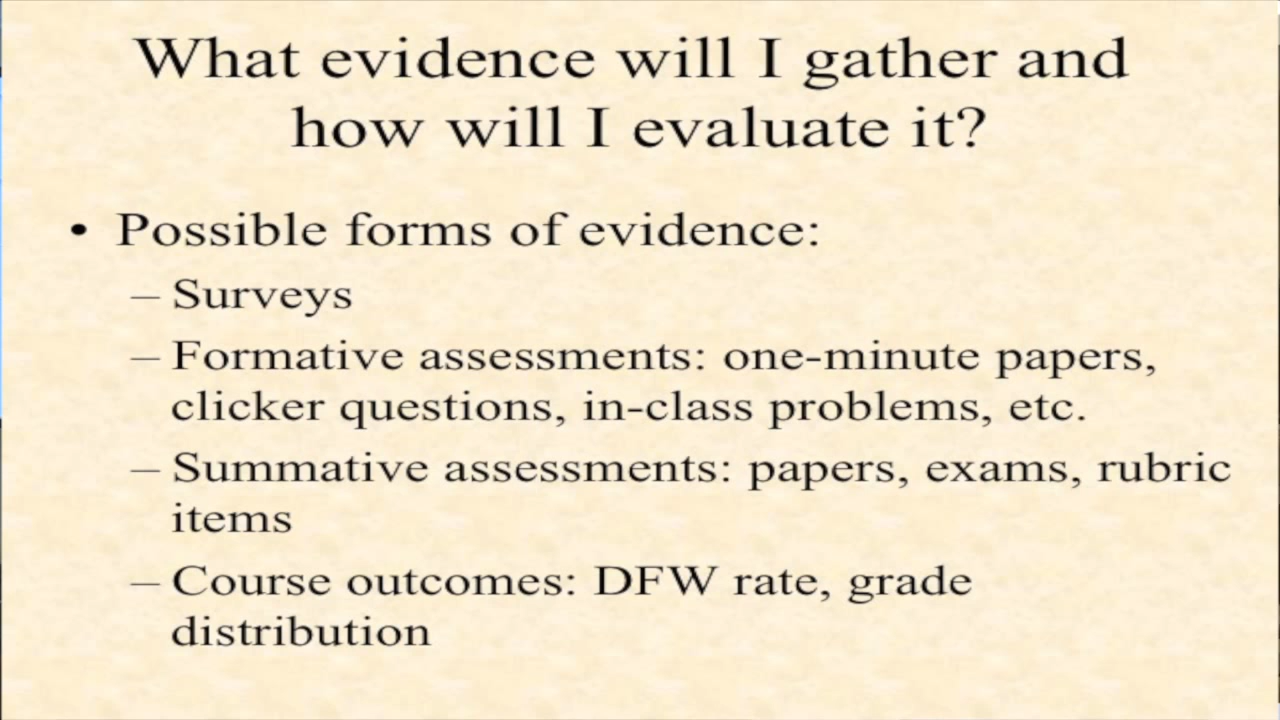 What evidence will I gather and
how will I evaluate it?
• Possible forms of evidence:
– Surveys
– Formative assessments: one-minute papers,
clicker questions, in-class problems, etc.
– Summative assessments: papers, exams, rubric
items
– Course outcomes: DFW rate, grade
distribution